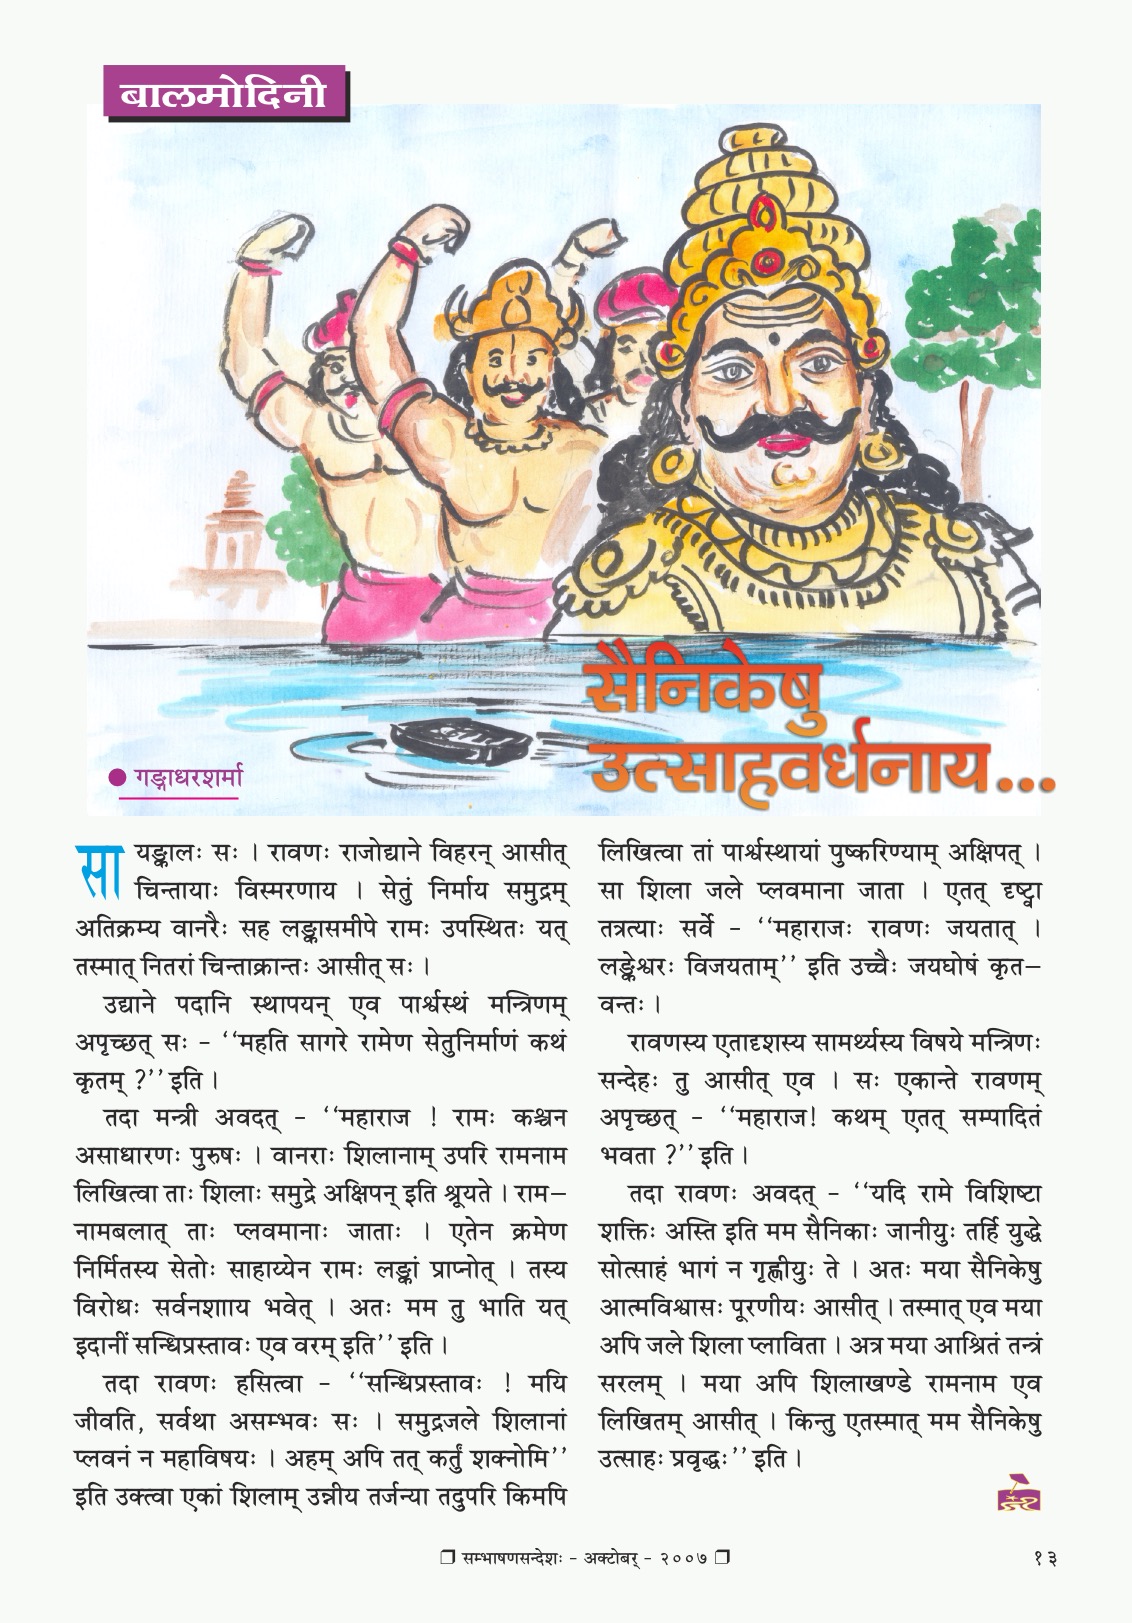 बालमोदिनी
सैनिकेषु
उत्साहवर्धनाय...
● गङ्गाधरशर्मा
सायङ्कालः सः । रावणः राजोद्याने विहरन् आसीत्
चिन्तायाः विस्मरणाय । सेतुं निर्माय समुद्रम्
अतिक्रम्य वानरैः सह लङ्कासमीपे रामः उपस्थितः यत्
तस्मात् नितरां चिन्ताक्रान्तः आसीत् सः ।
उद्याने पदानि स्थापयन् एव पार्श्वस्थं मन्त्रिणम्
अपृच्छत् सः - ‘‘महति सागरे रामेण सेतुनिर्माणं कथं
कृतम् ?’’ इति ।
तदा मन्त्री अवदत् - ‘‘महाराज ! रामः कश्चन
असाधारणः पुरुषः । वानराः शिलानाम् उपरि रामनाम
लिखित्वा ताः शिलाः समुद्रे अक्षिपन् इति श्रूयते । राम–
नामबलात् ताः प्लवमानाः जाताः । एतेन क्रमेण
निर्मितस्य सेतोः साहाय्येन रामः लङ्कां प्राप्नोत् । तस्य
विरोधः सर्वनशााय भवेत् । अतः मम तु भाति यत्
इदानीं सन्धिप्रस्तावः एव वरम् इति’’ इति ।
तदा रावणः हसित्वा - ‘‘सन्धिप्रस्तावः ! मयि
जीवति, सर्वथा असम्भवः सः । समुद्रजले शिलानां
प्लवनं न महाविषयः । अहम् अपि तत् कर्तुं शक्नोमि’’
इति उक्त्वा एकां शिलाम् उन्नीय तर्जन्या तदुपरि किमपि
लिखित्वा तां पार्श्वस्थायां पुष्करिण्याम् अक्षिपत् ।
सा शिला जले प्लवमाना जाता । एतत् दृष्ट्वा
तत्रत्याः सर्वे - ‘‘महाराजः रावणः जयतात् ।
लङ्केश्वरः विजयताम्’’ इति उच्चैः जयघोषं कृत–
वन्तः ।
रावणस्य एतादृशस्य सामर्थ्यस्य विषये मन्त्रिणः
सन्देहः तु आसीत् एव । सः एकान्ते रावणम्
अपृच्छत् - ‘‘महाराज! कथम् एतत् सम्पादितं
भवता ?’’ इति ।
तदा रावणः अवदत् - ‘‘यदि रामे विशिष्टा
शक्तिः अस्ति इति मम सैनिकाः जानीयुः तर्हि युद्धे
सोत्साहं भागं न गृह्णीयुः ते । अतः मया सैनिकेषु
आत्मविश्वासः पूरणीयः आसीत् । तस्मात् एव मया
अपि जले शिला प्लाविता । अत्र मया आश्रितं तन्त्रं
सरलम् । मया अपि शिलाखण्डे रामनाम एव
लिखितम् आसीत् । किन्तु एतस्मात् मम सैनिकेषु
उत्साहः प्रवृद्धः’’ इति ।
❐ सम्भाषणसन्देशः - अक्टोबर् - २००७ ❐
१३